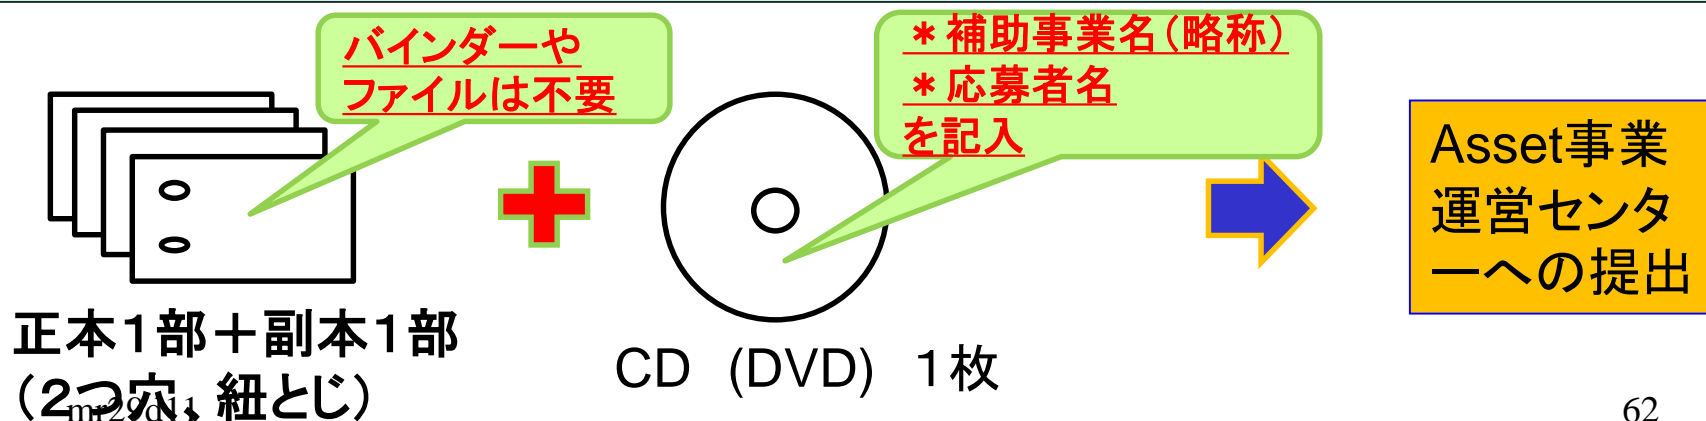 バインダーや
ファイルは不要
＊補助事業名（略称）
＊応募者名
を記入
Asset事業
運営センタ
ーへの提出
正本１部＋副本１部
（２つ穴、紐とじ）
CD (DVD) １枚
mr29d11
62